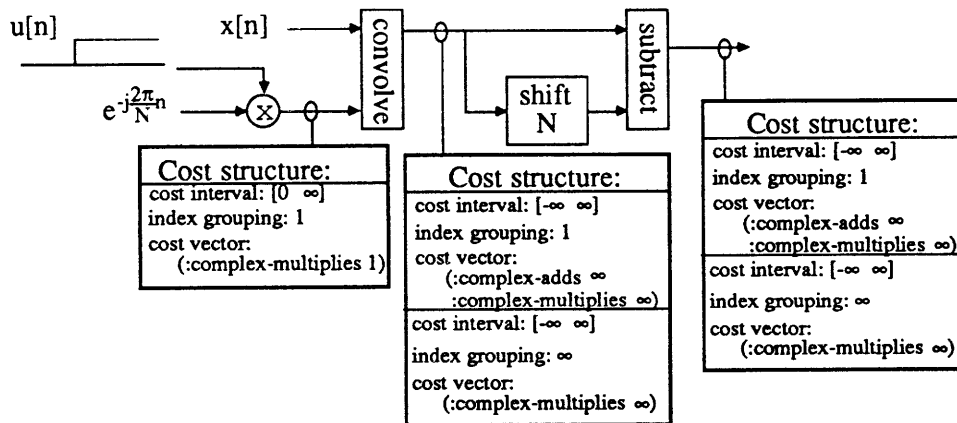 u[n]
x[n]
e^{-j\frac{2π}{N}n}
X
convolve
shift
N
subtract
Cost structure:
cost interval: [0 ∞]
index grouping: 1
cost vector:
(:complex-multiplies 1)
Cost structure:
cost interval: [-∞ ∞]
index grouping: 1
cost vector:
(:complex-adds ∞
:complex-multiplies ∞)
cost interval: [-∞ ∞]
index grouping: ∞
cost vector:
(:complex-multiplies ∞)
Cost structure:
cost interval: [-∞ ∞]
index grouping: 1
cost vector:
(:complex-adds ∞
:complex-multiplies ∞)
cost interval: [-∞ ∞]
index grouping: ∞
cost vector:
(:complex-multiplies ∞)